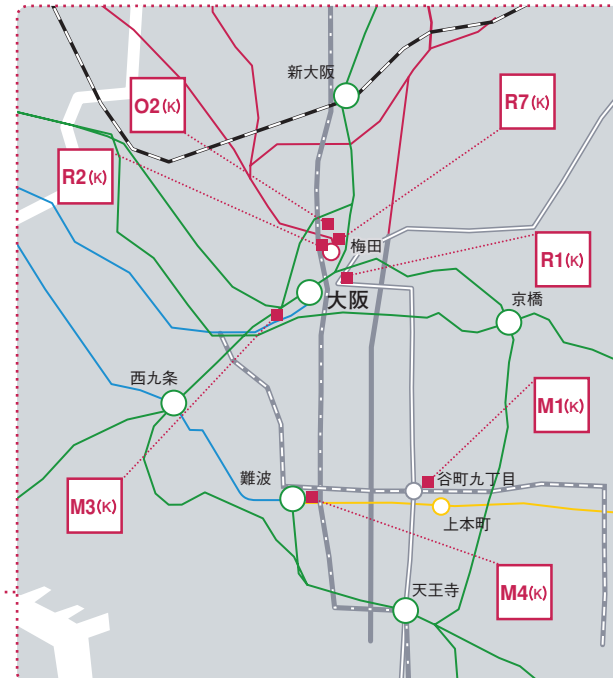 新大阪
O2(K)
R7(K)
R2(K)
梅田
R1(K)
大阪
京橋
西九条
M1(K)
谷町九丁目
難波
M3(K)
上本町
天王寺
M4(K)